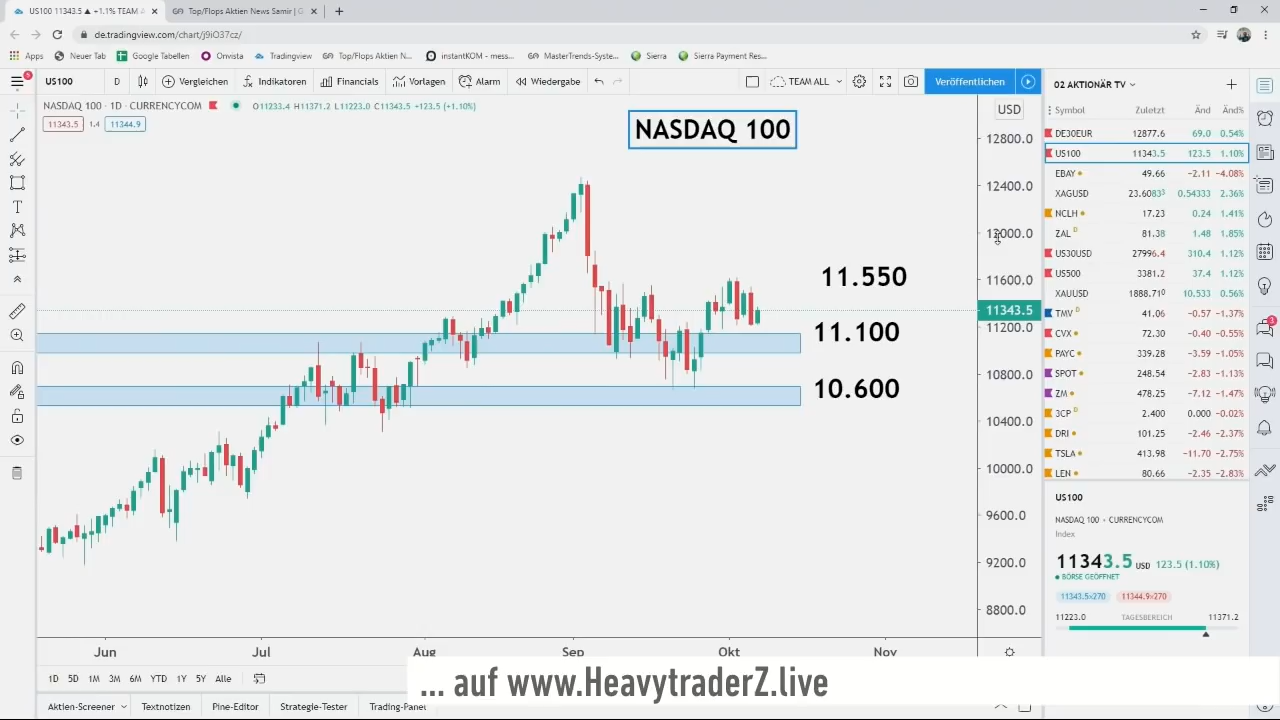 US100 11343.5 ▲ +1.1% TEAM A
Top/Flops Aktien News Samir | G
de.tradingview.com/chart/j9iO37cz/
Apps
Neuer Tab
Google Tabellen
Onvista
Tradingview
Top/Flops Aktien N...
instantKOM - mess...
MasterTrends-Syste...
Sierra
Sierra Payment Res...
US100
D
Vergleichen
Indikatoren
Financials
Vorlagen
Alarm
Wiedergabe
TEAM ALL
Veröffentlichen
NASDAQ 100 · 1D · CURRENCYCOM
O11233.4 H11371.2 L11223.0 C11343.5 +123.5 (+1.10%)
11343.5 1.4 11344.9
NASDAQ 100
11.550
11.100
10.600
USD
12800.0
12400.0
12000.0
11600.0
11343.5
11200.0
10800.0
10400.0
10000.0
9600.0
9200.0
8800.0
Jun Jul Aug Sep Okt Nov
1D 5D 1M 3M 6M YTD 1Y 5Y Alle
... auf www.HeavytraderZ.live
Aktien-Screener Textnotizen Pine-Editor Strategie-Tester Trading-Panel
02 AKTIONÄR TV
Symbol Zuletzt Änd Änd%
DE30EUR 12877.6 69.0 0.54%
US100 11343.5 123.5 1.10%
EBAY 49.66 −2.11 −4.08%
XAGUSD 23.6083⁵ 0.54333 2.36%
NCLH 17.23 0.24 1.41%
ZAL D 81.38 1.48 1.85%
US30USD 27996.4 310.4 1.12%
US500 3381.2 37.4 1.12%
XAUUSD 1888.71⁰ 10.533 0.56%
TMV D 41.06 −0.57 −1.37%
CVX 72.30 −0.40 −0.55%
PAYC 339.28 −3.59 −1.05%
SPOT 248.54 −2.83 −1.13%
ZM 478.25 −7.12 −1.47%
3CP D 2.400 0.000 −0.02%
DRI 101.25 −2.46 −2.37%
TSLA 413.98 −11.70 −2.75%
LEN 80.66 −2.35 −2.83%
US100
NASDAQ 100 - CURRENCYCOM
Index
11343.5 USD 123.5 (1.10%)
BÖRSE GEÖFFNET
11343.5×270 11344.9×270
11223.0 TAGESBEREICH 11371.2